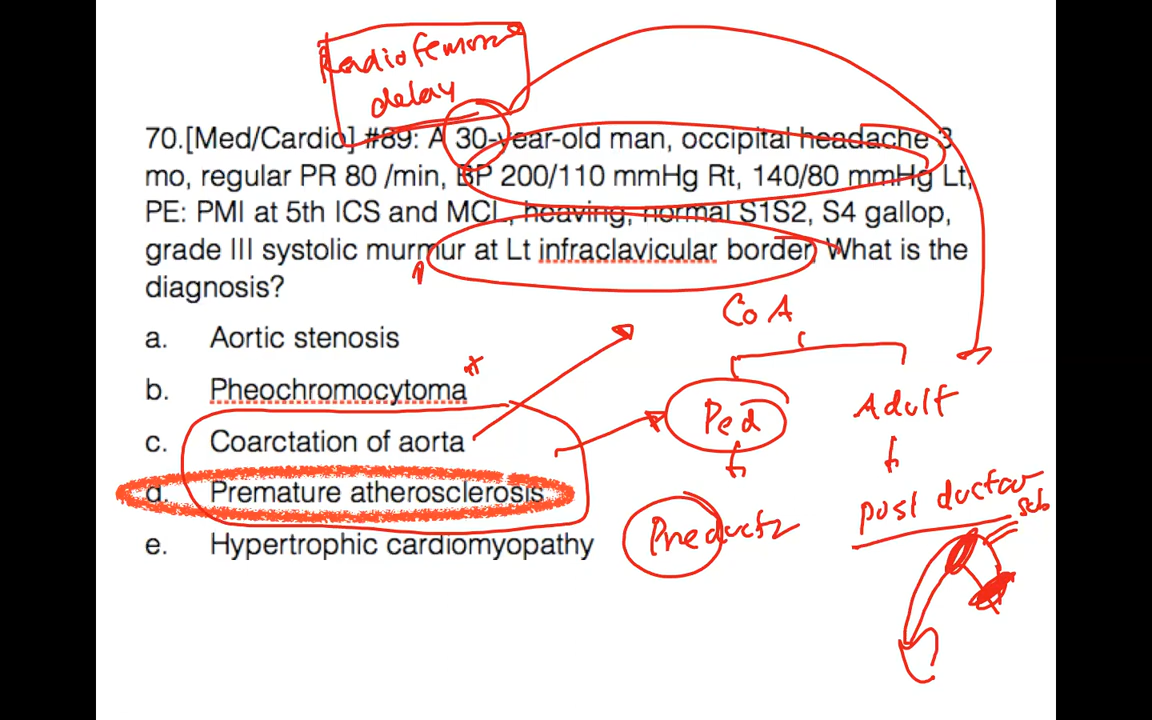 Radiofemoral
delay
70.[Med/Cardio] #89: A 30-year-old man, occipital headache 3
mo, regular PR 80 /min, BP 200/110 mmHg Rt, 140/80 mmHg Lt,
PE: PMI at 5th ICS and MCL, heaving, normal S1S2, S4 gallop,
grade III systolic murmur at Lt infraclavicular border, What is the
diagnosis?
CoA
a. Aortic stenosis
b. Pheochromocytoma
Ped
Adult
c. Coarctation of aorta
d. Premature atherosclerosis
post ductal
e. Hypertrophic cardiomyopathy